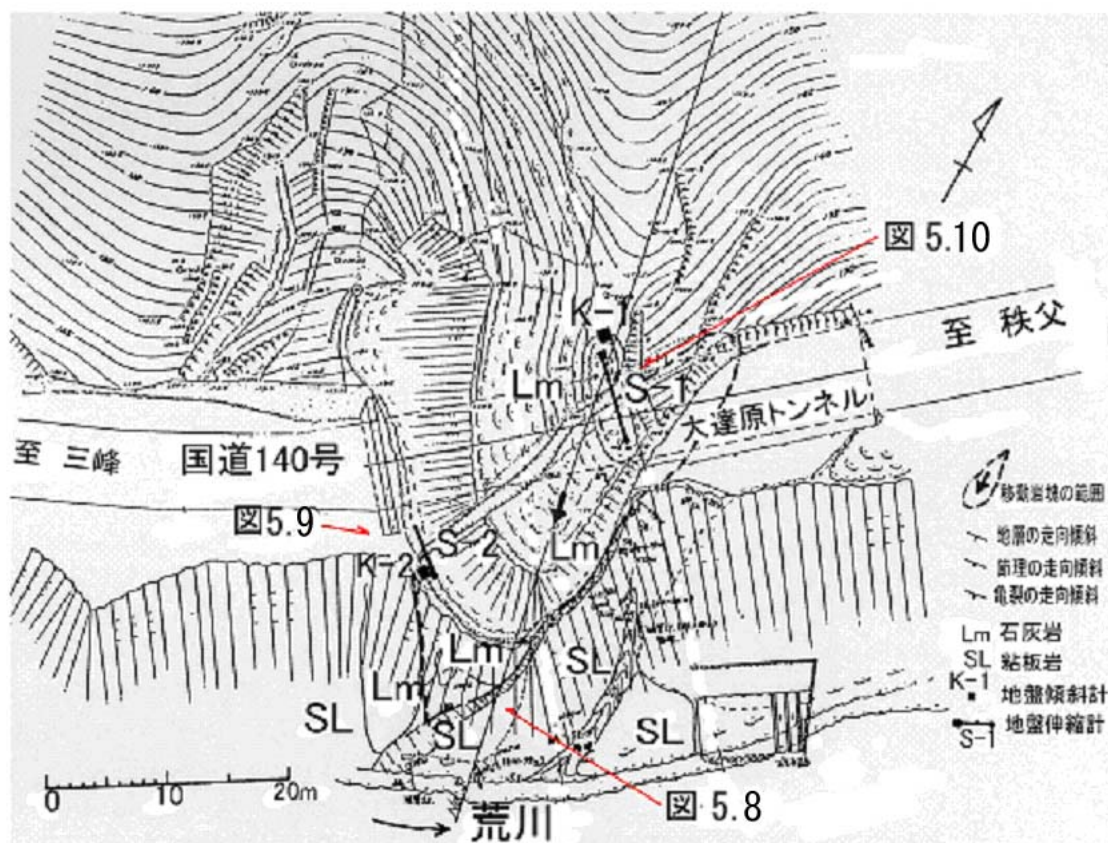 図 5.10
K-1
至 秩父
Lm
S-1
大達原トンネル
至 三峰
国道140号
移動岩塊の範囲
図 5.9
地層の走向傾斜
S-2
Lm
K-2
節理の走向傾斜
亀裂の走向傾斜
Lm 石灰岩
Lm
SL
SL 粘板岩
Lm
K-1 地盤傾斜計
SL
SL
SL
S-1 地盤伸縮計
0 10 20m
荒川
図 5.8